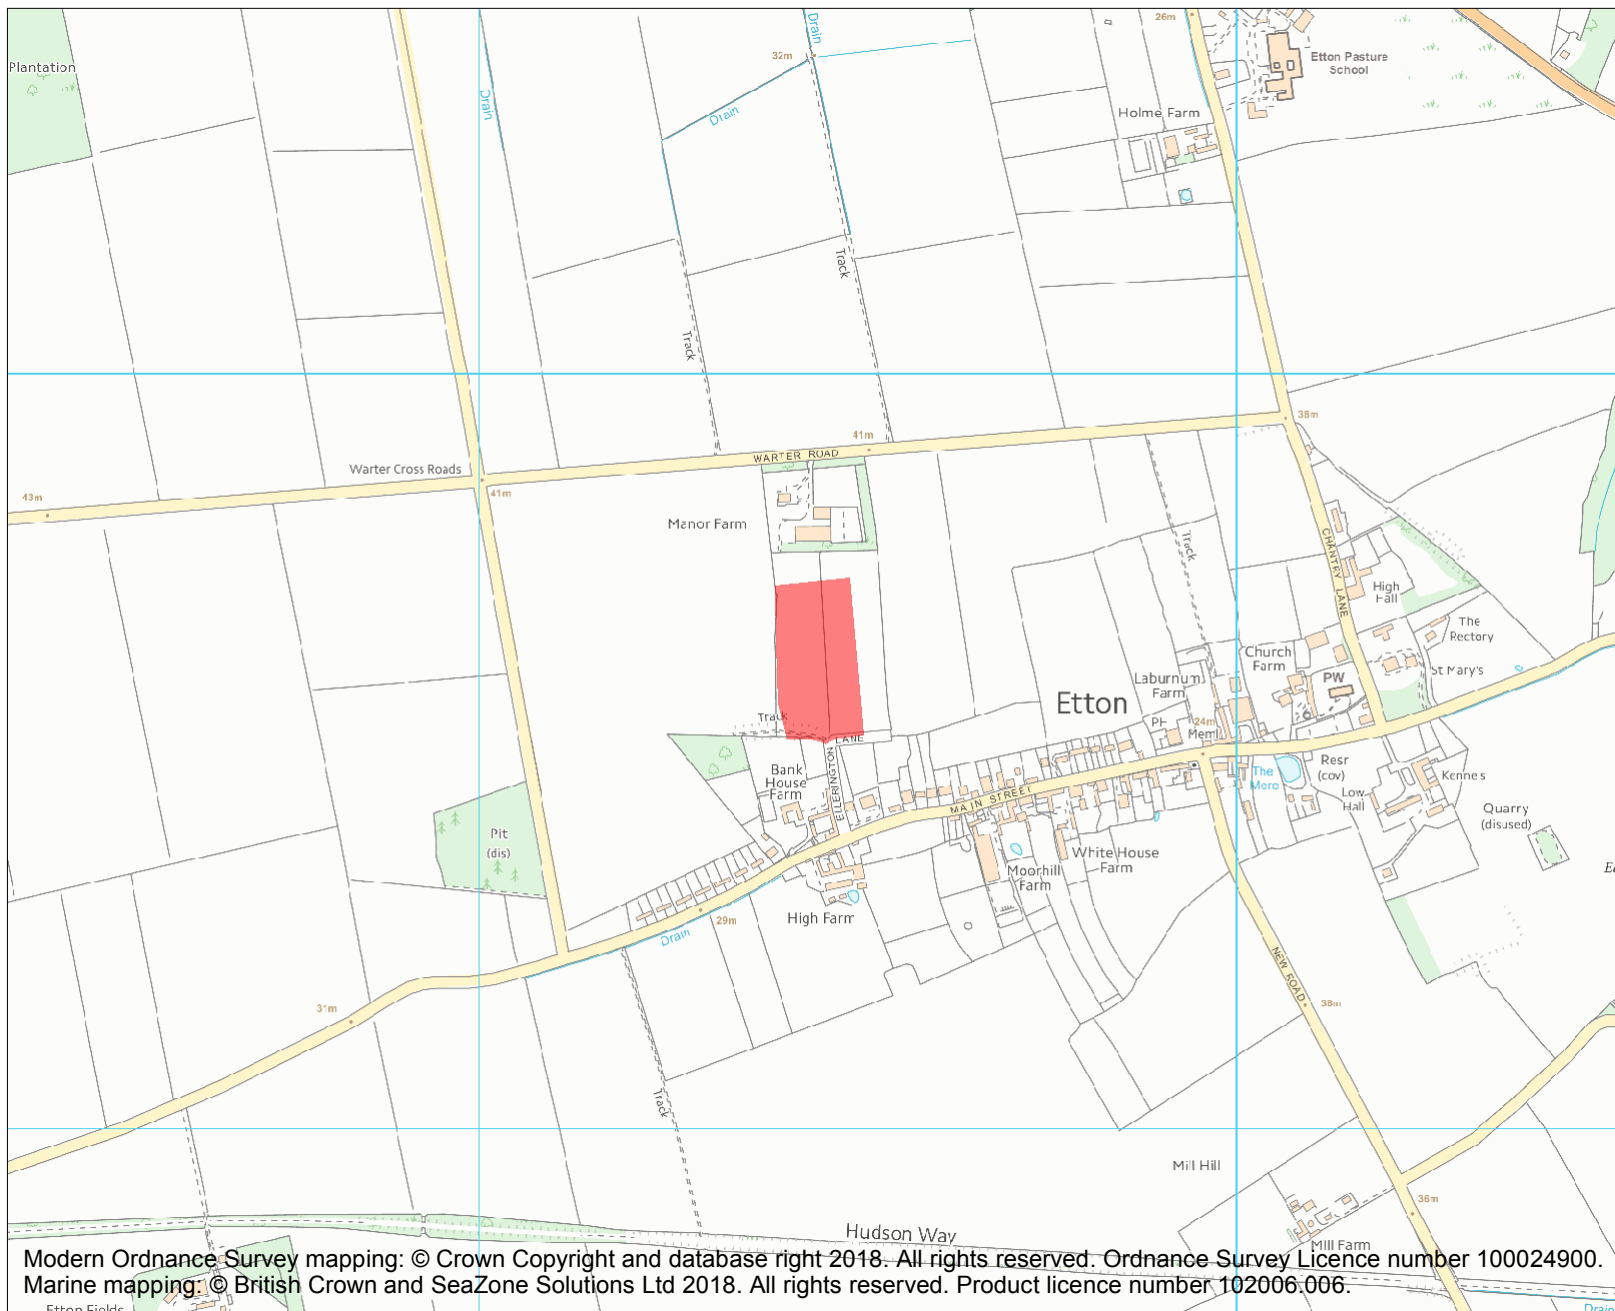 Plantation
Drain
Drain
32m
Drain
26m
Etton Pasture
School
Holme Farm
Track
Track
WARTER ROAD
41m
38m
Warter Cross Roads
43m
41m
Manor Farm
Track
CHANTRY LANE
High
Hall
The
Rectory
St Mary's
Church
Farm
PW
Laburnum
Farm
Etton
PH
24m
Meml
Track
ELLERINGTON LANE
Bank
House
Farm
MAIN STREET
The
Resr
(cov)
Low
Hall
Quarry
(disused)
Pit
(dis)
White House
Farm
Moorhill
Farm
High Farm
29m
Drain
31m
NEW ROAD
38m
Track
Mill Hill
36m
Hudson Way
Mill Farm
Modern Ordnance Survey mapping: © Crown Copyright and database right 2018. All rights reserved. Ordnance Survey Licence number 100024900.
Marine mapping: © British Crown and SeaZone Solutions Ltd 2018. All rights reserved. Product licence number 102006.006.
Etton Fields
Drain